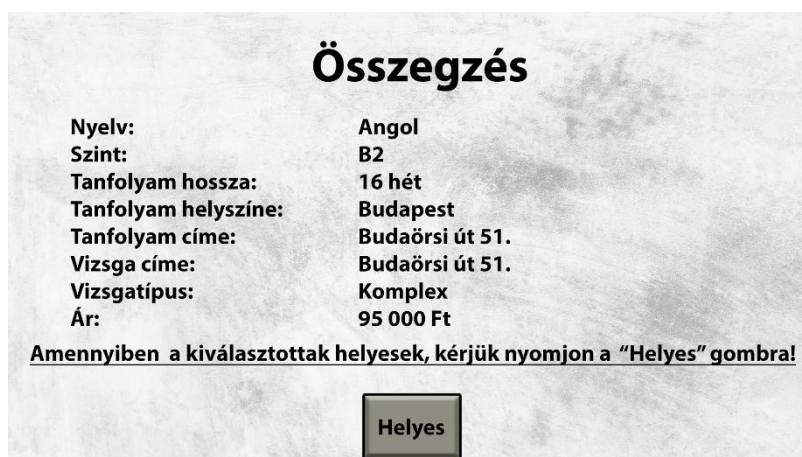 Összegzés
Nyelv: Angol
Szint: B2
Tanfolyam hossza: 16 hét
Tanfolyam helyszíne: Budapest
Tanfolyam címe: Budaörsi út 51.
Vizsga címe: Budaörsi út 51.
Vizsgatípus: Komplex
Ár: 95 000 Ft
Amennyiben a kiválasztottak helyesek, kérjük nyomjon a “Helyes” gombra!
Helyes